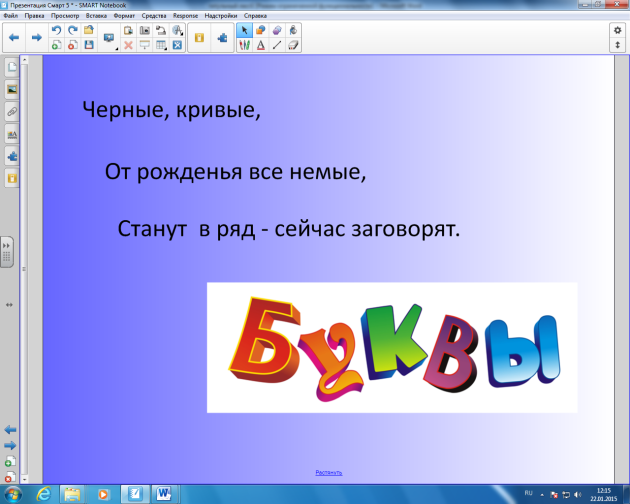 Презентация Смарт 5 * - SMART Notebook
Файл Правка Просмотр Вставка Формат Средства Response Надстройки Справка
Черные, кривые,
От рожденья все немые,
Станут в ряд - сейчас заговорят.
Буквы
Растянуть
RU
12:15
22.01.2015